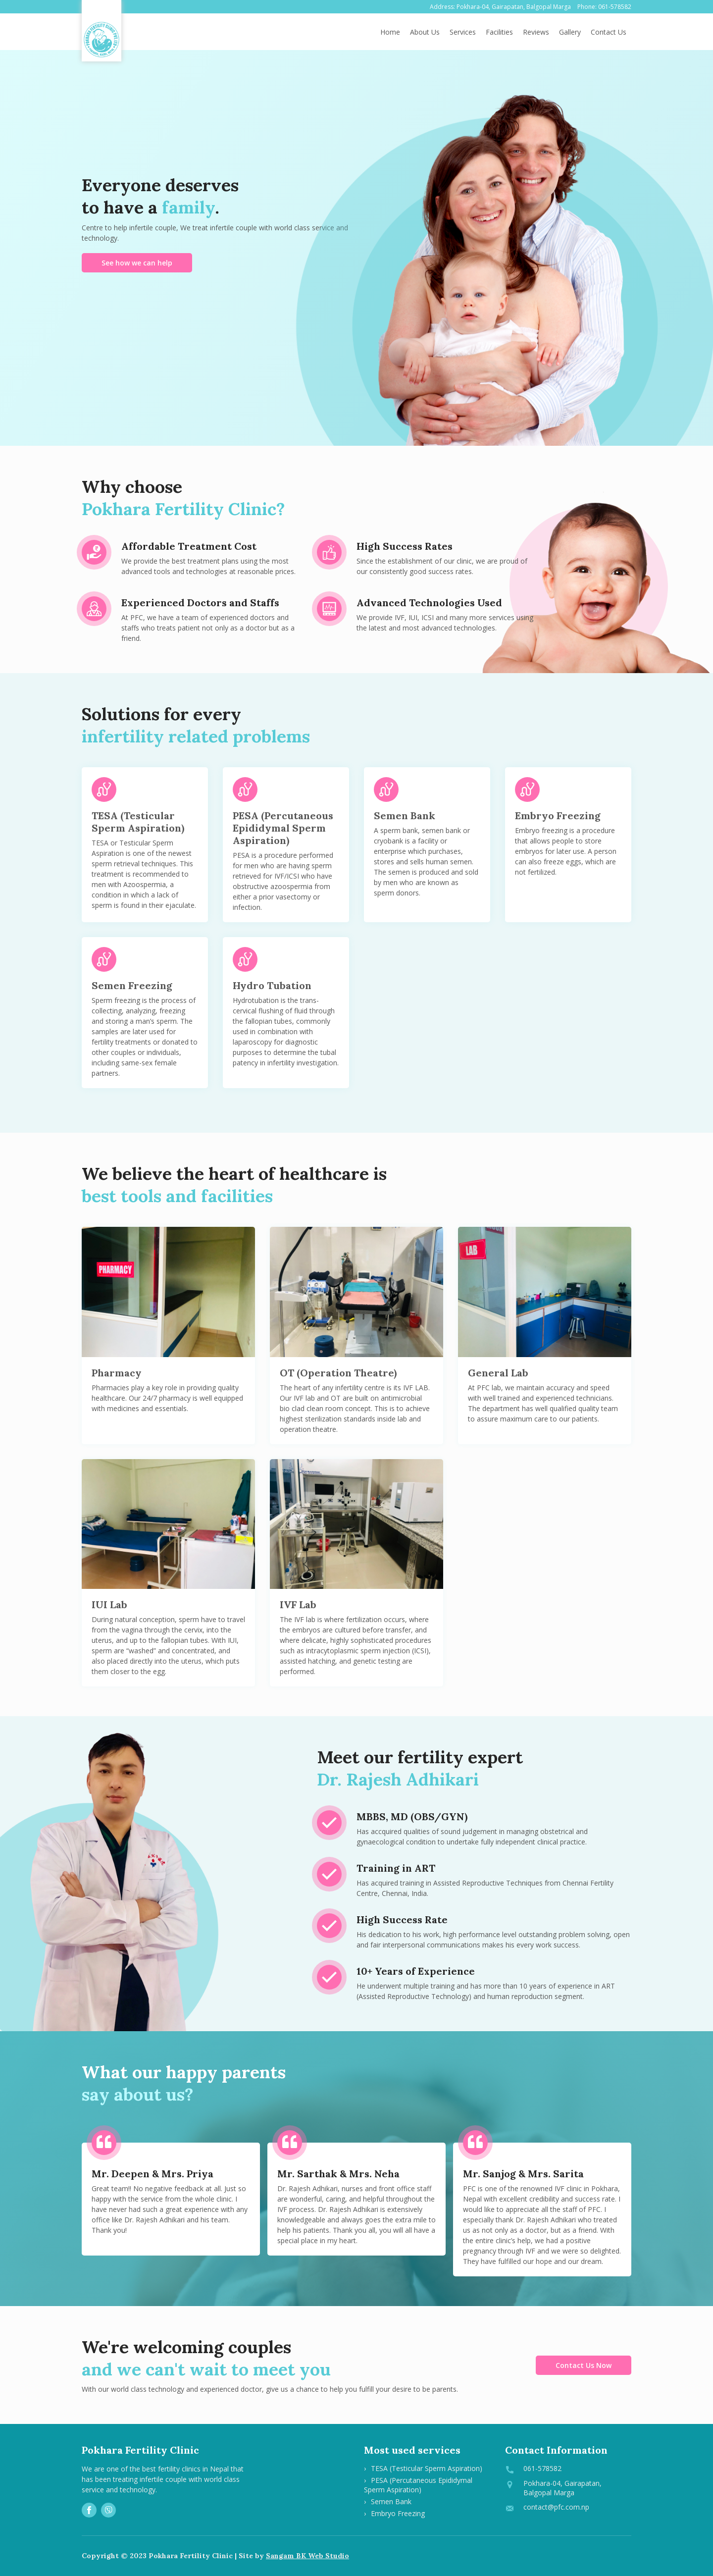 Address: Pokhara-04, Gairapatan, Balgopal Marga Phone: 061-578582
Home About Us Services Facilities Reviews Gallery Contact Us
Everyone deserves
to have a family.
Centre to help infertile couple, We treat infertile couple with world class service and
technology.
See how we can help
Why choose
Pokhara Fertility Clinic?
Affordable Treatment Cost
We provide the best treatment plans using the most
advanced tools and technologies at reasonable prices.
High Success Rates
Since the establishment of our clinic, we are proud of
our consistently good success rates.
Experienced Doctors and Staffs
At PFC, we have a team of experienced doctors and
staffs who treats patient not only as a doctor but as a
friend.
Advanced Technologies Used
We provide IVF, IUI, ICSI and many more services using
the latest and most advanced technologies.
Solutions for every
infertility related problems
TESA (Testicular
Sperm Aspiration)
TESA or Testicular Sperm
Aspiration is one of the newest
sperm retrieval techniques. This
treatment is recommended to
men with Azoospermia, a
condition in which a lack of
sperm is found in their ejaculate.
PESA (Percutaneous
Epididymal Sperm
Aspiration)
PESA is a procedure performed
for men who are having sperm
retrieved for IVF/ICSI who have
obstructive azoospermia from
either a prior vasectomy or
infection.
Semen Bank
A sperm bank, semen bank or
cryobank is a facility or
enterprise which purchases,
stores and sells human semen.
The semen is produced and sold
by men who are known as
sperm donors.
Embryo Freezing
Embryo freezing is a procedure
that allows people to store
embryos for later use. A person
can also freeze eggs, which are
not fertilized.
Semen Freezing
Sperm freezing is the process of
collecting, analyzing, freezing
and storing a man's sperm. The
samples are later used for
fertility treatments or donated to
other couples or individuals,
including same-sex female
partners.
Hydro Tubation
Hydrotubation is the trans-
cervical flushing of fluid through
the fallopian tubes, commonly
used in combination with
laparoscopy for diagnostic
purposes to determine the tubal
patency in infertility investigation.
We believe the heart of healthcare is
best tools and facilities
PHARMACY
LAB
Pharmacy
Pharmacies play a key role in providing quality
healthcare. Our 24/7 pharmacy is well equipped
with medicines and essentials.
OT (Operation Theatre)
The heart of any infertility centre is its IVF LAB.
Our IVF lab and OT are built on antimicrobial
bio clad clean room concept. This is to achieve
highest sterilization standards inside lab and
operation theatre.
General Lab
At PFC lab, we maintain accuracy and speed
with well trained and experienced technicians.
The department has well qualified quality team
to assure maximum care to our patients.
IUI Lab
During natural conception, sperm have to travel
from the vagina through the cervix, into the
uterus, and up to the fallopian tubes. With IUI,
sperm are "washed" and concentrated, and
also placed directly into the uterus, which puts
them closer to the egg.
IVF Lab
The IVF lab is where fertilization occurs, where
the embryos are cultured before transfer, and
where delicate, highly sophisticated procedures
such as intracytoplasmic sperm injection (ICSI),
assisted hatching, and genetic testing are
performed.
Meet our fertility expert
Dr. Rajesh Adhikari
MBBS, MD (OBS/GYN)
Has accquired qualities of sound judgement in managing obstetrical and
gynaecological condition to undertake fully independent clinical practice.
Training in ART
Has acquired training in Assisted Reproductive Techniques from Chennai Fertility
Centre, Chennai, India.
High Success Rate
His dedication to his work, high performance level outstanding problem solving, open
and fair interpersonal communications makes his every work success.
10+ Years of Experience
He underwent multiple training and has more than 10 years of experience in ART
(Assisted Reproductive Technology) and human reproduction segment.
What our happy parents
say about us?
Mr. Deepen & Mrs. Priya
Great team!! No negative feedback at all. Just so
happy with the service from the whole clinic. I
have never had such a great experience with any
office like Dr. Rajesh Adhikari and his team.
Thank you!
Mr. Sarthak & Mrs. Neha
Dr. Rajesh Adhikari, nurses and front office staff
are wonderful, caring, and helpful throughout the
IVF process. Dr. Rajesh Adhikari is extensively
knowledgeable and always goes the extra mile to
help his patients. Thank you all, you will all have a
special place in my heart.
Mr. Sanjog & Mrs. Sarita
PFC is one of the renowned IVF clinic in Pokhara,
Nepal with excellent credibility and success rate. I
would like to appreciate all the staff of PFC. I
especially thank Dr. Rajesh Adhikari who treated
us as not only as a doctor, but as a friend. With
the entire clinic's help, we had a positive
pregnancy through IVF and we were so delighted.
They have fulfilled our hope and our dream.
We're welcoming couples
and we can't wait to meet you
With our world class technology and experienced doctor, give us a chance to help you fulfill your desire to be parents.
Contact Us Now
Pokhara Fertility Clinic
We are one of the best fertility clinics in Nepal that
has been treating infertile couple with world class
service and technology.
Most used services
› TESA (Testicular Sperm Aspiration)
› PESA (Percutaneous Epididymal
Sperm Aspiration)
› Semen Bank
› Embryo Freezing
Contact Information
061-578582
Pokhara-04, Gairapatan,
Balgopal Marga
contact@pfc.com.np
Copyright © 2023 Pokhara Fertility Clinic | Site by Sangam BK Web Studio